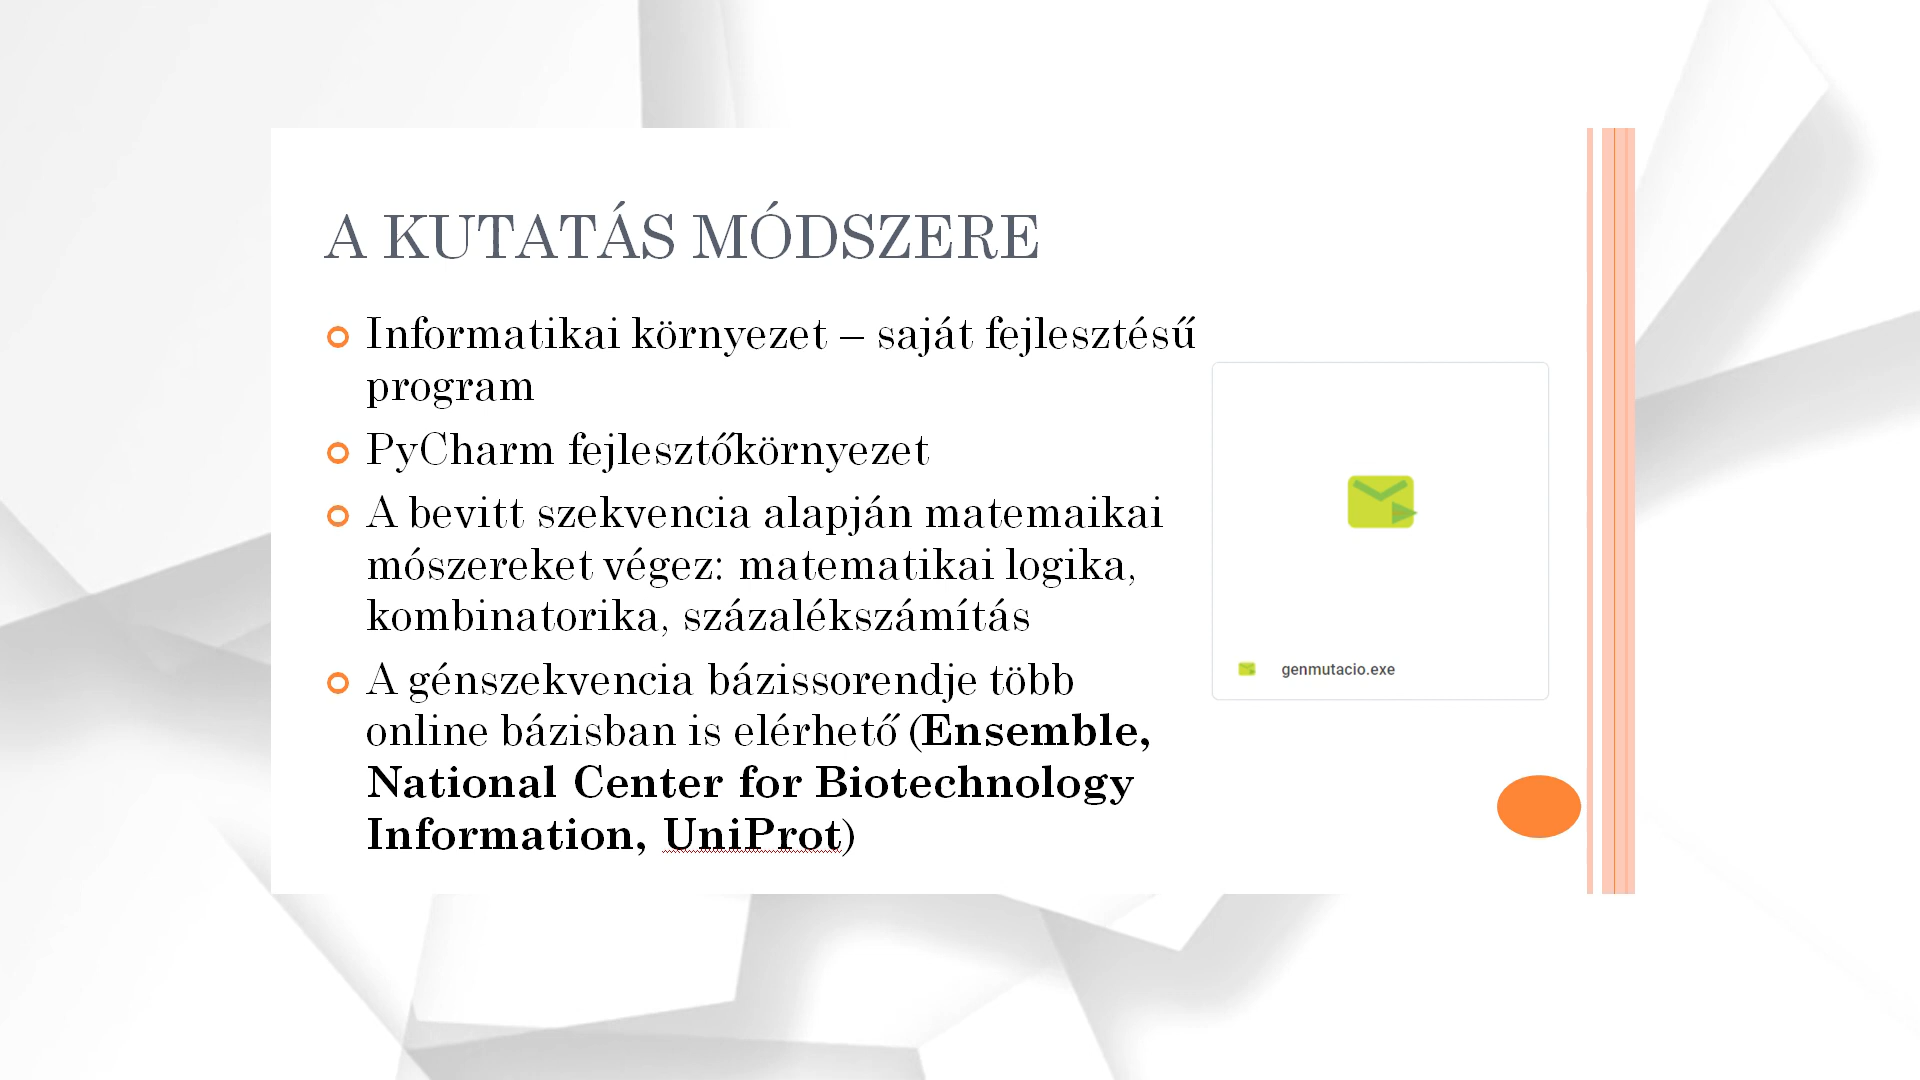 A KUTATÁS MÓDSZERE
Informatikai környezet – saját fejlesztésű
program
PyCharm fejlesztőkörnyezet
A bevitt szekvencia alapján matemaikai
mószereket végez: matematikai logika,
kombinatorika, százalékszámítás
A génszekvencia bázissorendje több
online bázisban is elérhető (Ensemble,
National Center for Biotechnology
Information, UniProt)
genmutacio.exe